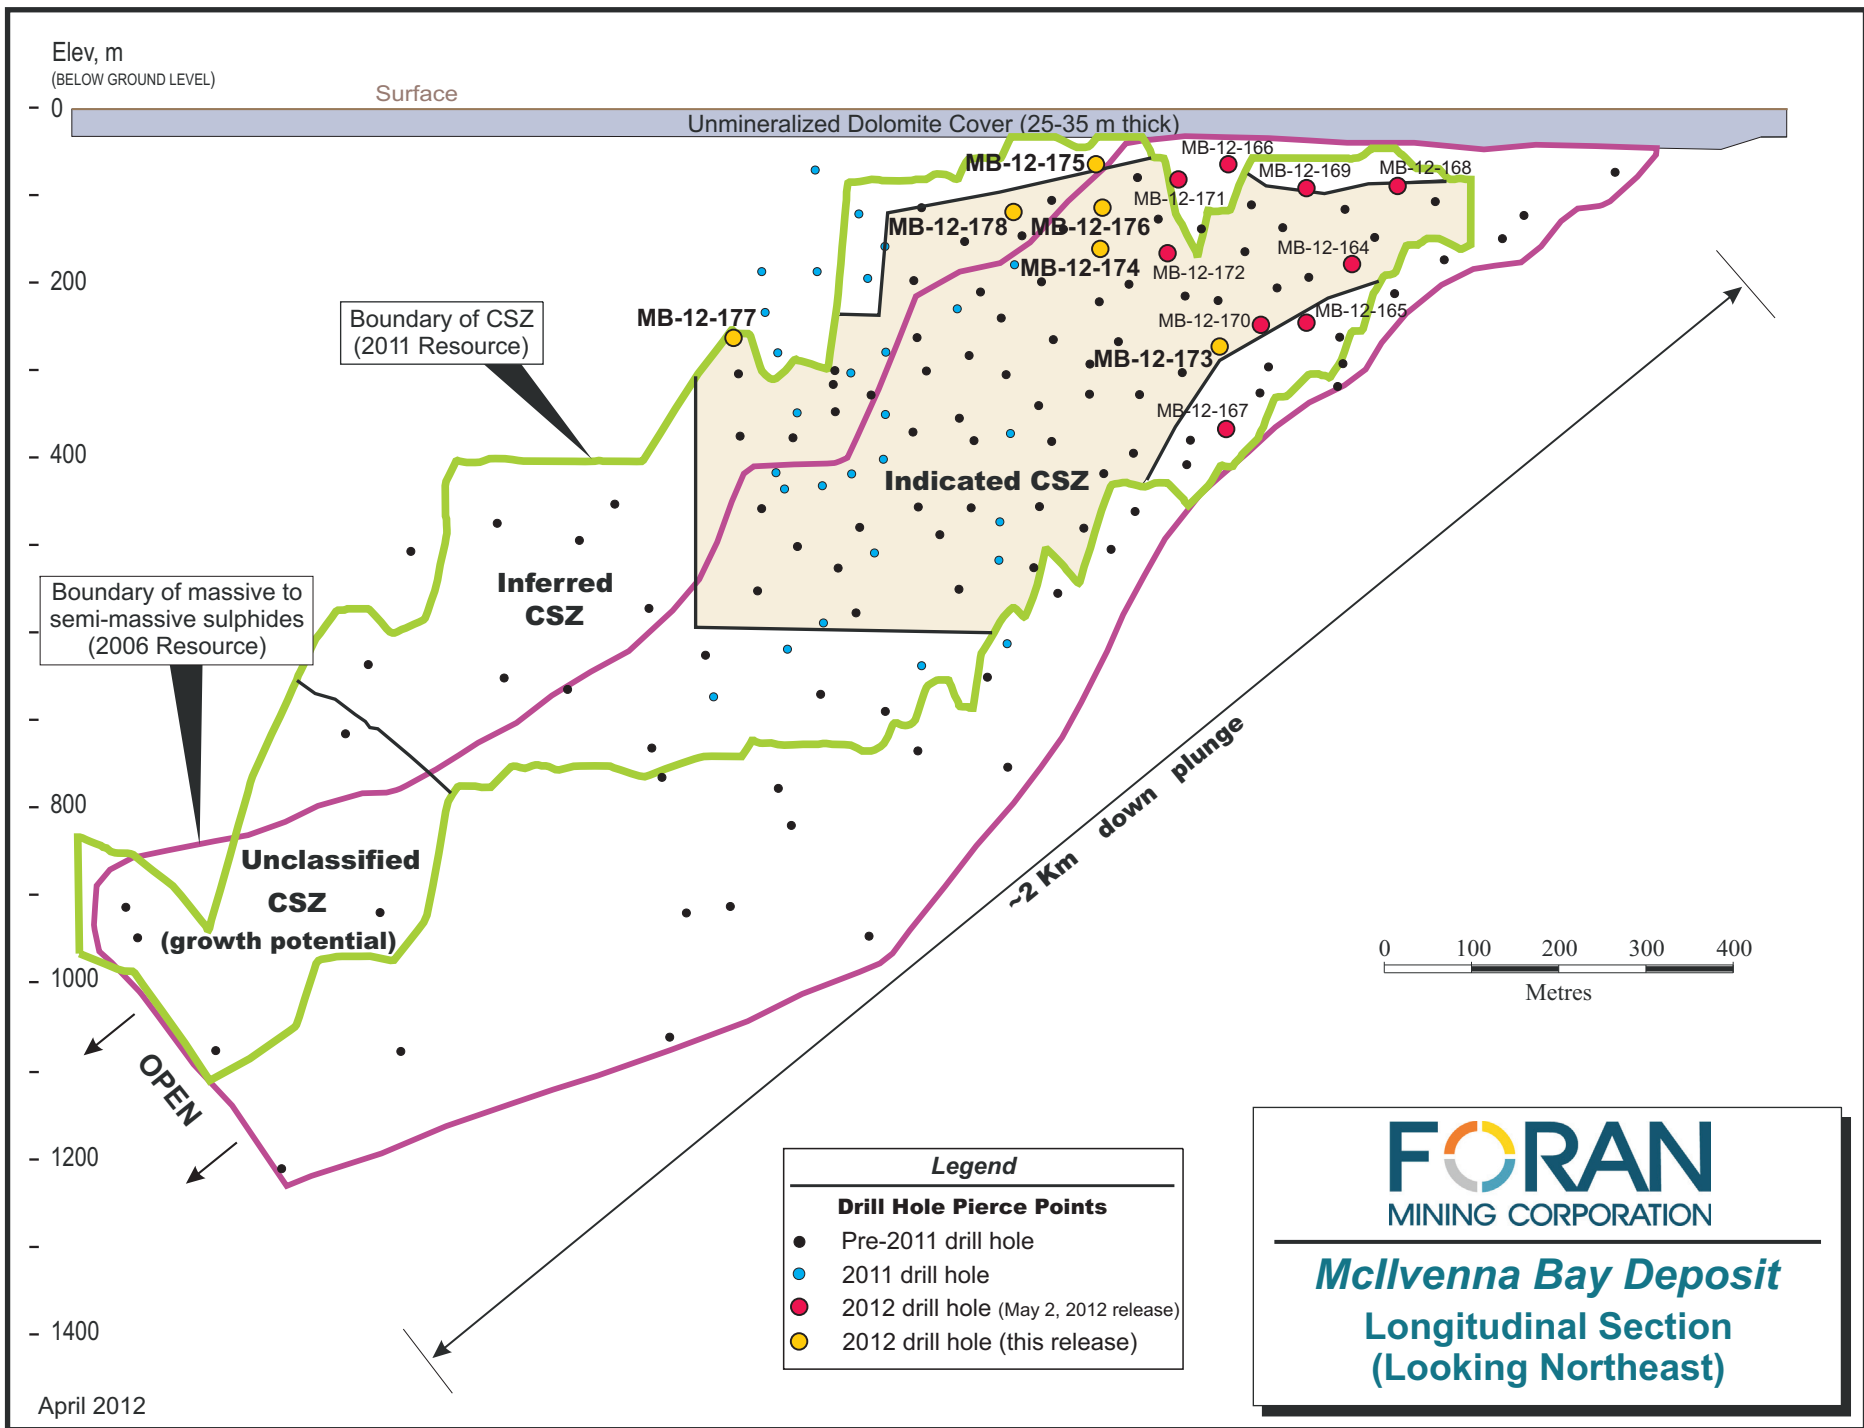 Elev, m
(BELOW GROUND LEVEL)
Surface
0
Unmineralized Dolomite Cover (25-35 m thick)
MB-12-166
MB-12-175
MB-12-169
MB-12-168
MB-12-171
MB-12-178
MB-12-176
MB-12-164
MB-12-174
MB-12-172
200
Boundary of CSZ
(2011 Resource)
MB-12-177
MB-12-170
MB-12-165
MB-12-173
MB-12-167
400
Indicated CSZ
Inferred
CSZ
Boundary of massive to
semi-massive sulphides
(2006 Resource)
~2 Km down plunge
800
Unclassified
CSZ
(growth potential)
0 100 200 300 400
Metres
1000
OPEN
1200
1400
Legend
Drill Hole Pierce Points
Pre-2011 drill hole
2011 drill hole
2012 drill hole (May 2, 2012 release)
2012 drill hole (this release)
FORAN
MINING CORPORATION
McIlvenna Bay Deposit
Longitudinal Section
(Looking Northeast)
April 2012